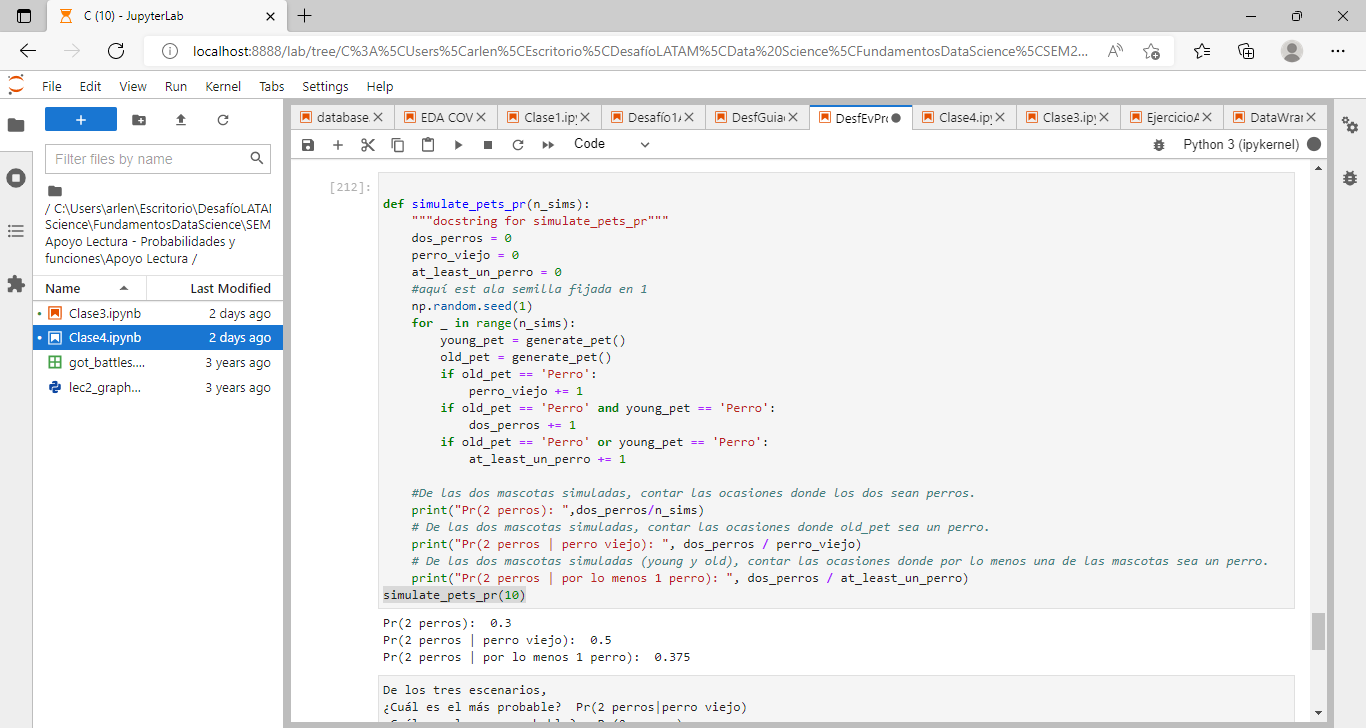 C (10) - JupyterLab
localhost:8888/lab/tree/C%3A%5CUsers%5Carlen%5CEscritorio%5CDesafíoLATAM%5CData%20Science%5CFundamentosDataScience%5CSEM2...
File Edit View Run Kernel Tabs Settings Help
Filter files by name
/ C:\Users\arlen\Escritorio\DesafíoLATAM
Science\FundamentosDataScience\SEM
Apoyo Lectura - Probabilidades y
funciones\Apoyo Lectura /
Name Last Modified
Clase3.ipynb 2 days ago
Clase4.ipynb 2 days ago
got_battles.... 3 years ago
lec2_graph... 3 years ago
database EDA COV Clase1.ipy Desafío1 DesfGuia DesfEvPr Clase4.ipy Clase3.ipy Ejercicio DataWran
Code Python 3 (ipykernel)
[212]:
def simulate_pets_pr(n_sims):
"""docstring for simulate_pets_pr"""
dos_perros = 0
perro_viejo = 0
at_least_un_perro = 0
#aquí est ala semilla fijada en 1
np.random.seed(1)
for _ in range(n_sims):
young_pet = generate_pet()
old_pet = generate_pet()
if old_pet == 'Perro':
perro_viejo += 1
if old_pet == 'Perro' and young_pet == 'Perro':
dos_perros += 1
if old_pet == 'Perro' or young_pet == 'Perro':
at_least_un_perro += 1
#De las dos mascotas simuladas, contar las ocasiones donde los dos sean perros.
print("Pr(2 perros): ",dos_perros/n_sims)
# De las dos mascotas simuladas, contar las ocasiones donde old_pet sea un perro.
print("Pr(2 perros | perro viejo): ", dos_perros / perro_viejo)
# De las dos mascotas simuladas (young y old), contar las ocasiones donde por lo menos una de las mascotas sea un perro.
print("Pr(2 perros | por lo menos 1 perro): ", dos_perros / at_least_un_perro)
simulate_pets_pr(10)
Pr(2 perros): 0.3
Pr(2 perros | perro viejo): 0.5
Pr(2 perros | por lo menos 1 perro): 0.375
De los tres escenarios,
¿Cuál es el más probable? Pr(2 perros|perro viejo)